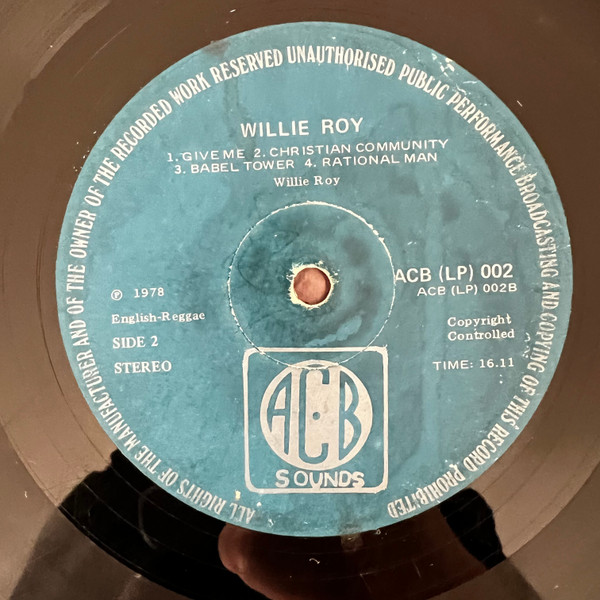 ALL RIGHTS OF THE MANUFACTURER AND OF THE OWNER OF THE RECORDED WORK RESERVED UNAUTHORISED PUBLIC PERFORMANCE BROADCASTING AND COPYING OF THIS RECORD PROHIBITED
WILLIE ROY
1. GIVE ME 2. CHRISTIAN COMMUNITY
3. BABEL TOWER 4. RATIONAL MAN
Willie Roy
ACB (LP) 002
ACB (LP) 002B
℗ 1978
English-Reggae
SIDE 2
STEREO
Copyright
Controlled
TIME: 16.11
ACB
SOUNDS